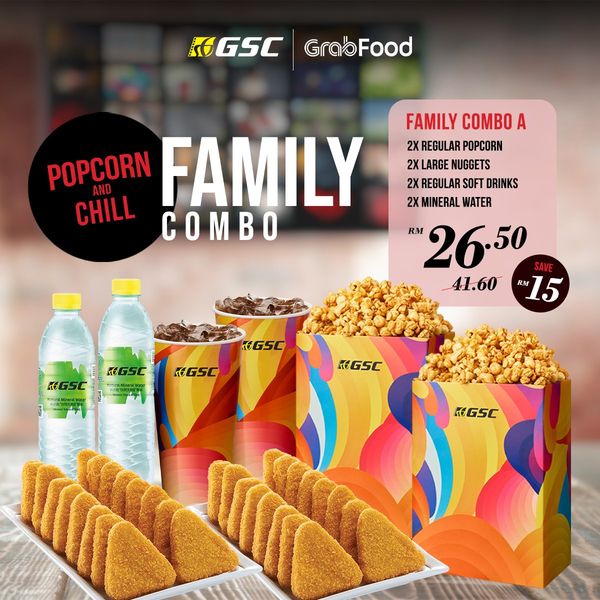 GSC | GrabFood
POPCORN
AND
CHILL
FAMILY
COMBO
FAMILY COMBO A
2X REGULAR POPCORN
2X LARGE NUGGETS
2X REGULAR SOFT DRINKS
2X MINERAL WATER
RM 26.50
41.60
SAVE
RM 15
GSC
GSC
GSC
GSC
GSC
GSC